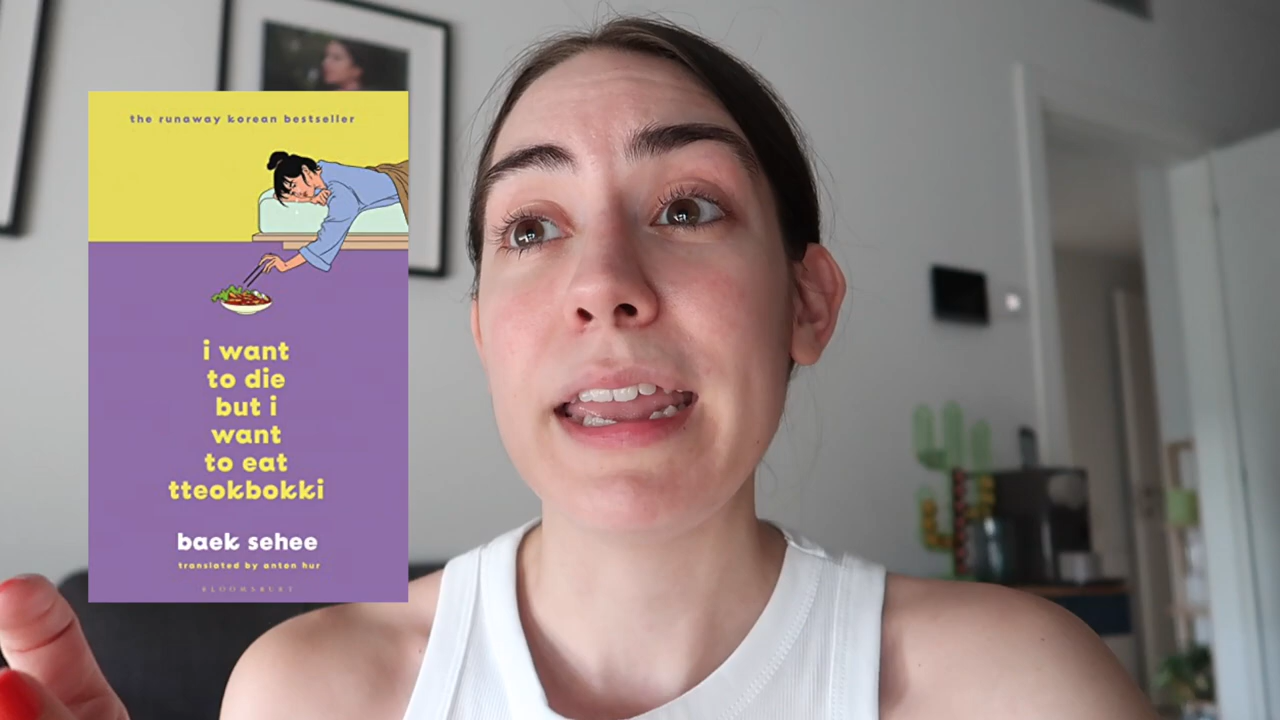 the runaway korean bestseller
i want
to die
but i
want
to eat
tteokbokki
baek sehee
translated by anton hur
BLOOMSBURY